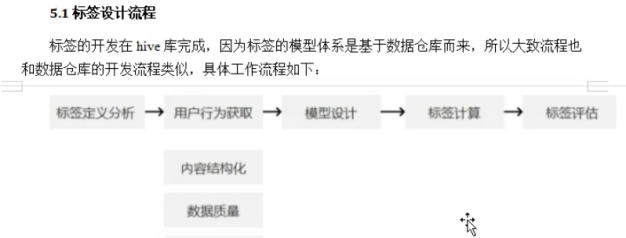 5.1 标签设计流程
标签的开发在 hive 库完成，因为标签的模型体系是基于数据仓库而来，所以大致流程也
和数据仓库的开发流程类似，具体工作流程如下：
标签定义分析 → 用户行为获取 → 模型设计 → 标签计算 → 标签评估
内容结构化
数据质量